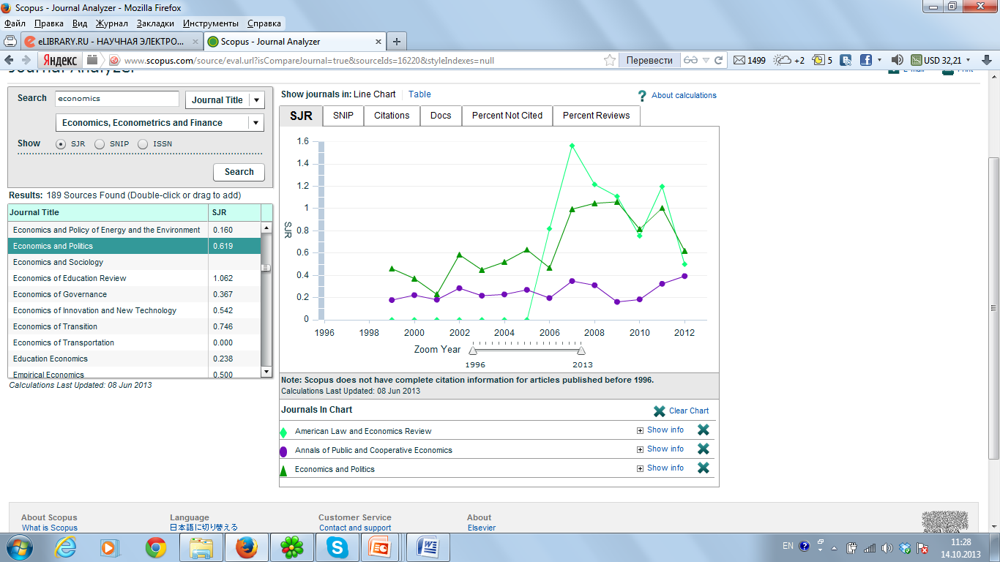 Scopus - Journal Analyzer - Mozilla Firefox
Файл Правка Вид Журнал Закладки Инструменты Справка
eLIBRARY.RU - НАУЧНАЯ ЭЛЕКТРО... Scopus - Journal Analyzer
Яндекс www.scopus.com/source/eval.url?isCompareJournal=true&sourceIds=16220&styleIndexes=null Перевести 1499 +2 5 USD 32,21
Journal Analyzer
E-mail Print
Search economics Journal Title
Economics, Econometrics and Finance
Show SJR SNIP ISSN
Search
Results: 189 Sources Found (Double-click or drag to add)
Journal Title SJR
Economics and Policy of Energy and the Environment 0.160
Economics and Politics 0.619
Economics and Sociology
Economics of Education Review 1.062
Economics of Governance 0.367
Economics of Innovation and New Technology 0.542
Economics of Transition 0.746
Economics of Transportation 0.000
Education Economics 0.238
Empirical Economics 0.500
Calculations Last Updated: 08 Jun 2013
Show journals in: Line Chart Table
? About calculations
SJR SNIP Citations Docs Percent Not Cited Percent Reviews
1.6
1.4
1.2
1
0.8
0.6
0.4
0.2
0
SJR
1996 1998 2000 2002 2004 2006 2008 2010 2012
Zoom Year
1996 2013
Note: Scopus does not have complete citation information for articles published before 1996.
Calculations Last Updated: 08 Jun 2013
Journals In Chart Clear Chart
American Law and Economics Review Show info
Annals of Public and Cooperative Economics Show info
Economics and Politics Show info
About Scopus Language Customer Service About
What is Scopus 日本語に切り替える Contact and support Elsevier
EN 11:28
14.10.2013